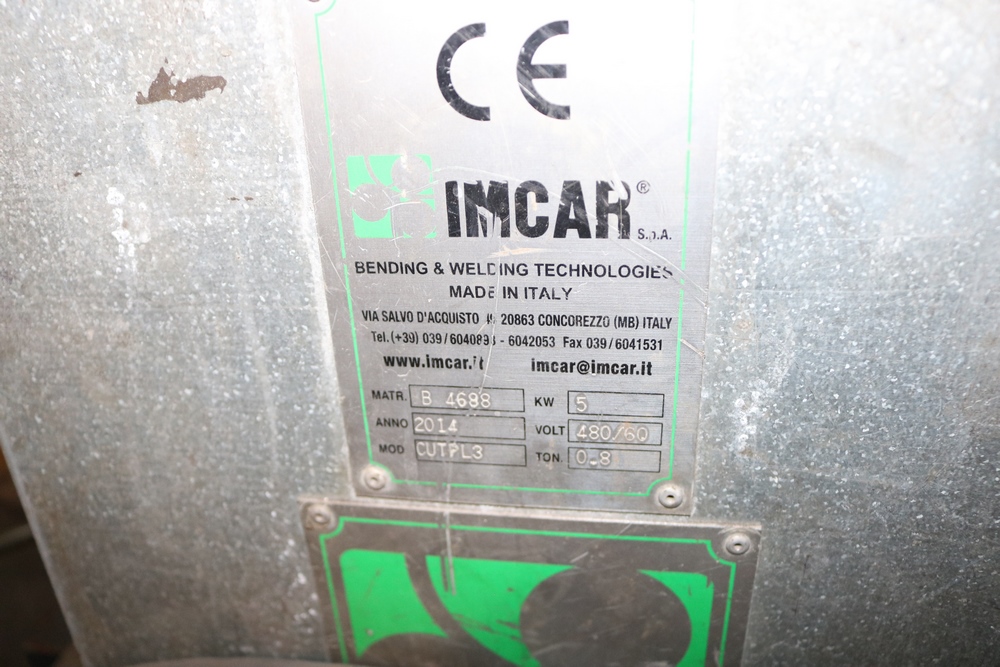 CE
IMCAR® S.p.A.
BENDING & WELDING TECHNOLOGIES
MADE IN ITALY
VIA SALVO D'ACQUISTO 20863 CONCOREZZO (MB) ITALY
Tel. (+39) 039/6040893 - 6042053 Fax 039/6041531
www.imcar.it imcar@imcar.it
MATR. B 4688 KW 5
ANNO 2014 VOLT 480/60
MOD CUTPL3 TON. 0.8